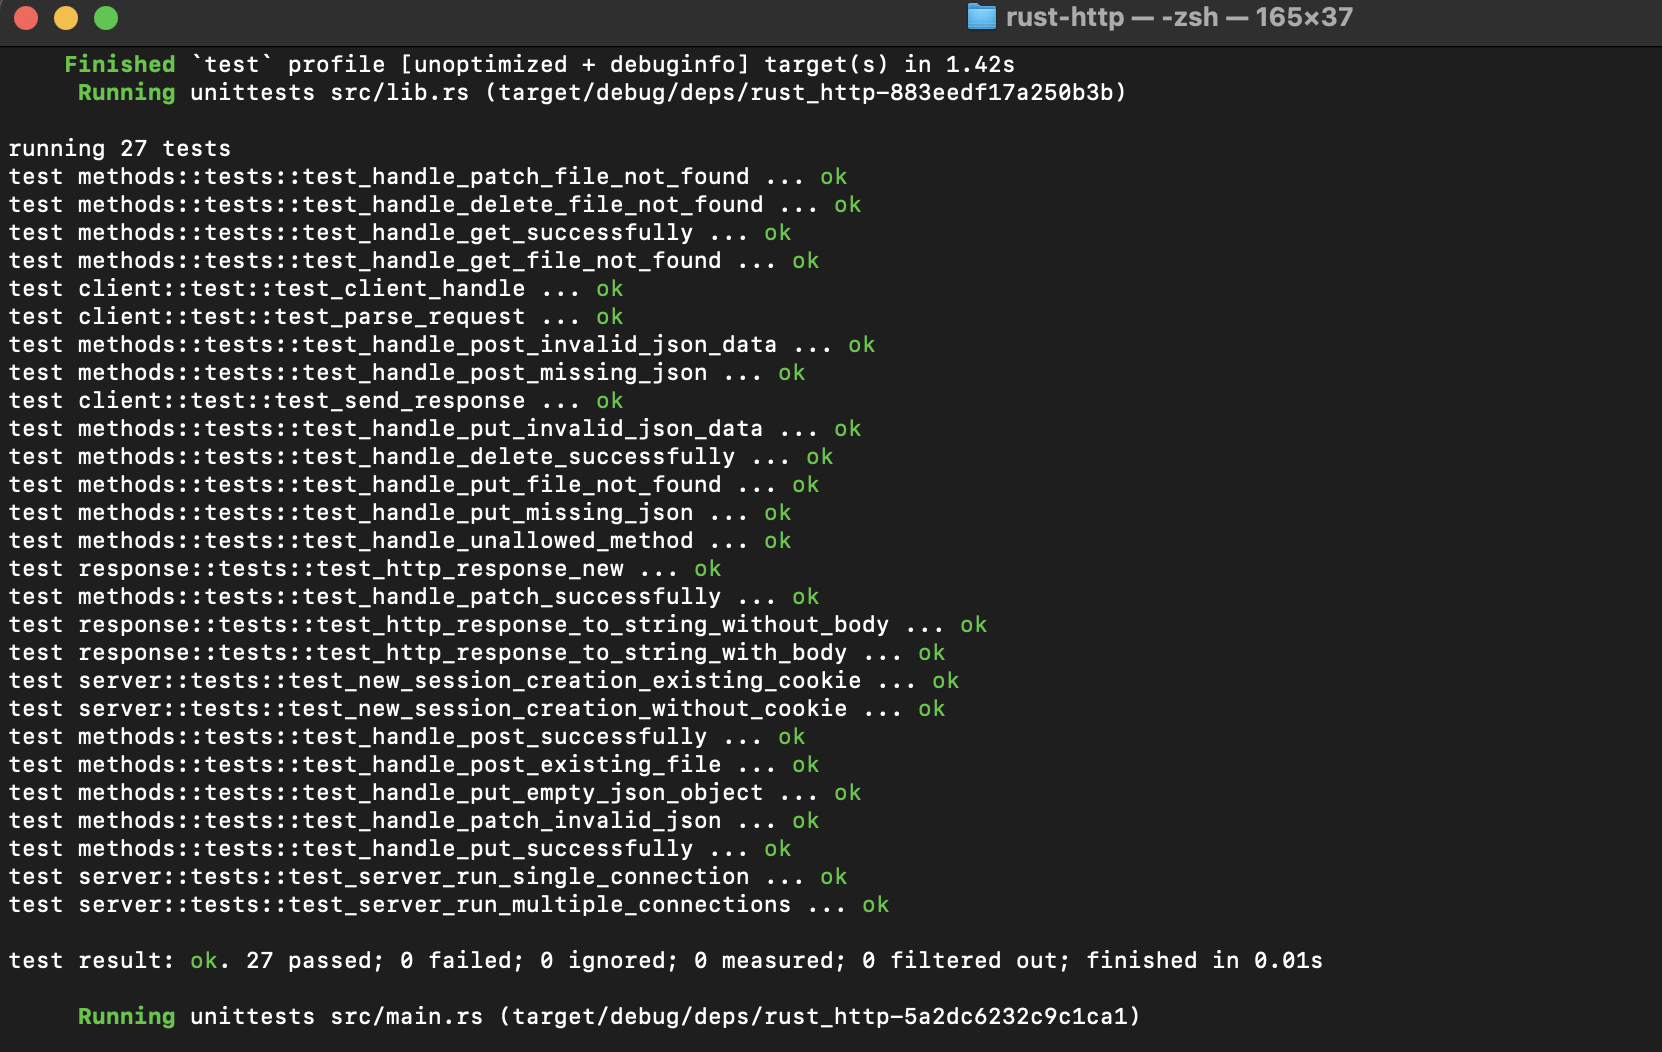 rust-http — -zsh — 165×37
Finished `test` profile [unoptimized + debuginfo] target(s) in 1.42s
Running unittests src/lib.rs (target/debug/deps/rust_http-883eedf17a250b3b)
running 27 tests
test methods::tests::test_handle_patch_file_not_found ... ok
test methods::tests::test_handle_delete_file_not_found ... ok
test methods::tests::test_handle_get_successfully ... ok
test methods::tests::test_handle_get_file_not_found ... ok
test client::test::test_client_handle ... ok
test client::test::test_parse_request ... ok
test methods::tests::test_handle_post_invalid_json_data ... ok
test methods::tests::test_handle_post_missing_json ... ok
test client::test::test_send_response ... ok
test methods::tests::test_handle_put_invalid_json_data ... ok
test methods::tests::test_handle_delete_successfully ... ok
test methods::tests::test_handle_put_file_not_found ... ok
test methods::tests::test_handle_put_missing_json ... ok
test methods::tests::test_handle_unallowed_method ... ok
test response::tests::test_http_response_new ... ok
test methods::tests::test_handle_patch_successfully ... ok
test response::tests::test_http_response_to_string_without_body ... ok
test response::tests::test_http_response_to_string_with_body ... ok
test server::tests::test_new_session_creation_existing_cookie ... ok
test server::tests::test_new_session_creation_without_cookie ... ok
test methods::tests::test_handle_post_successfully ... ok
test methods::tests::test_handle_post_existing_file ... ok
test methods::tests::test_handle_put_empty_json_object ... ok
test methods::tests::test_handle_patch_invalid_json ... ok
test methods::tests::test_handle_put_successfully ... ok
test server::tests::test_server_run_single_connection ... ok
test server::tests::test_server_run_multiple_connections ... ok
test result: ok. 27 passed; 0 failed; 0 ignored; 0 measured; 0 filtered out; finished in 0.01s
Running unittests src/main.rs (target/debug/deps/rust_http-5a2dc6232c9c1ca1)